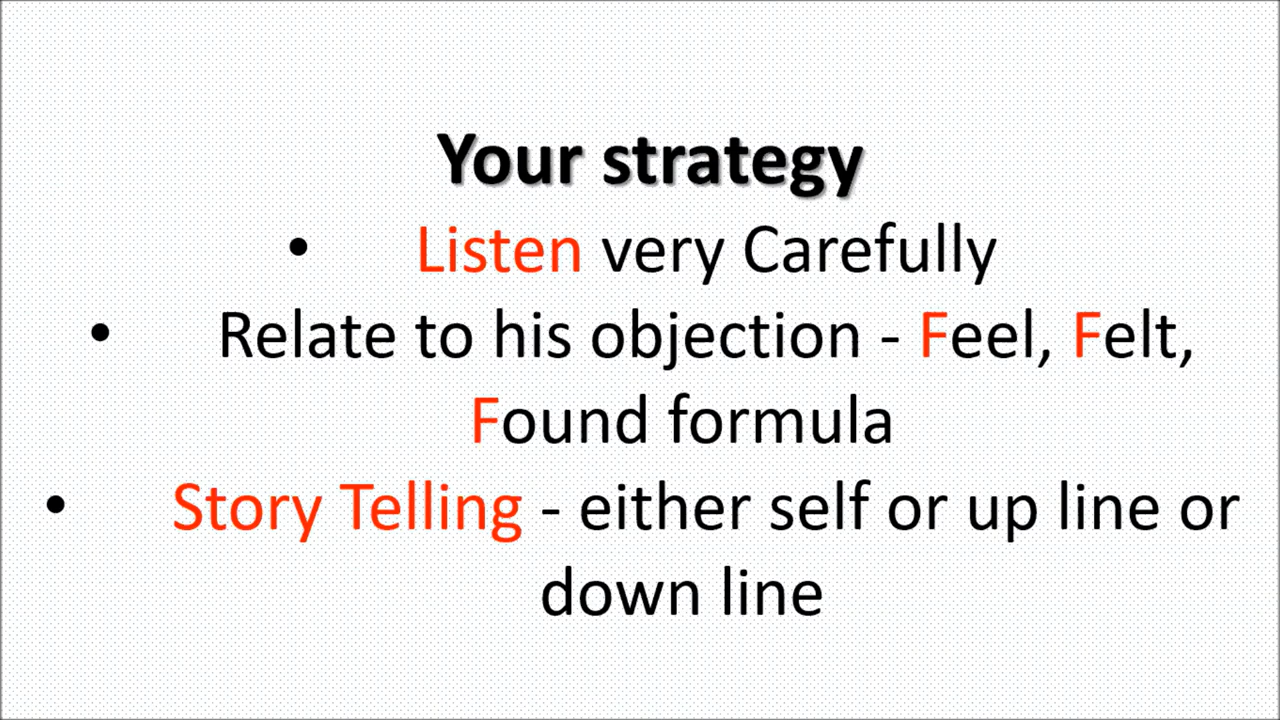 Your strategy
• Listen very Carefully
• Relate to his objection - Feel, Felt,
Found formula
• Story Telling - either self or up line or
down line